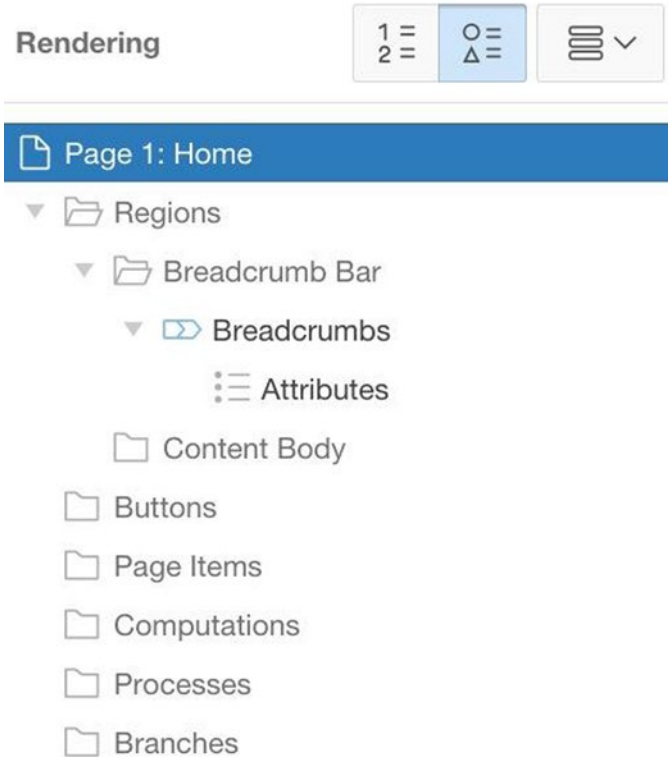 Rendering
1 =
2 =
Page 1: Home
Regions
Breadcrumb Bar
Breadcrumbs
Attributes
Content Body
Buttons
Page Items
Computations
Processes
Branches